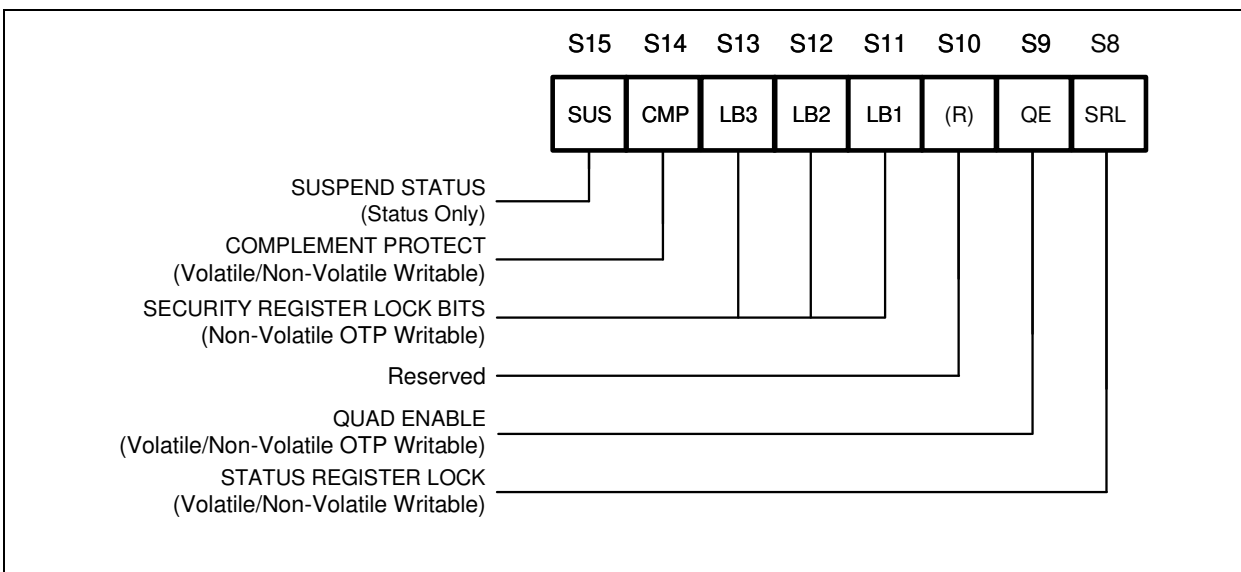 S15 S14 S13 S12 S11 S10 S9 S8
SUS CMP LB3 LB2 LB1 (R) QE SRL
SUSPEND STATUS
(Status Only)
COMPLEMENT PROTECT
(Volatile/Non-Volatile Writable)
SECURITY REGISTER LOCK BITS
(Non-Volatile OTP Writable)
Reserved
QUAD ENABLE
(Volatile/Non-Volatile OTP Writable)
STATUS REGISTER LOCK
(Volatile/Non-Volatile Writable)